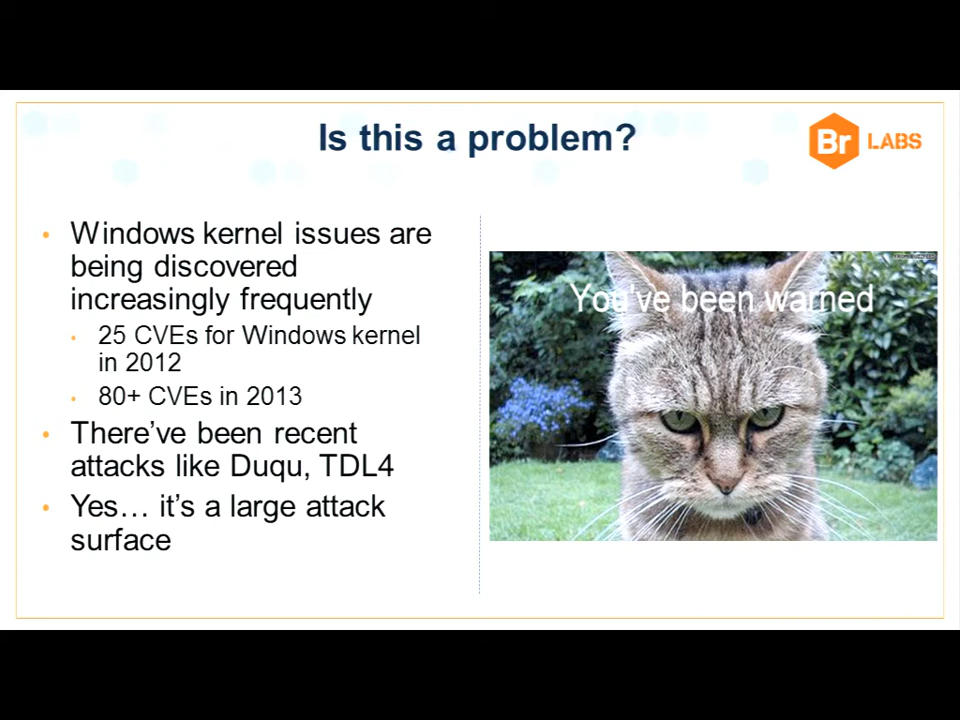 Is this a problem?
Br LABS
• Windows kernel issues are
being discovered
increasingly frequently
• 25 CVEs for Windows kernel
in 2012
• 80+ CVEs in 2013
• There’ve been recent
attacks like Duqu, TDL4
• Yes… it’s a large attack
surface
You've been warned